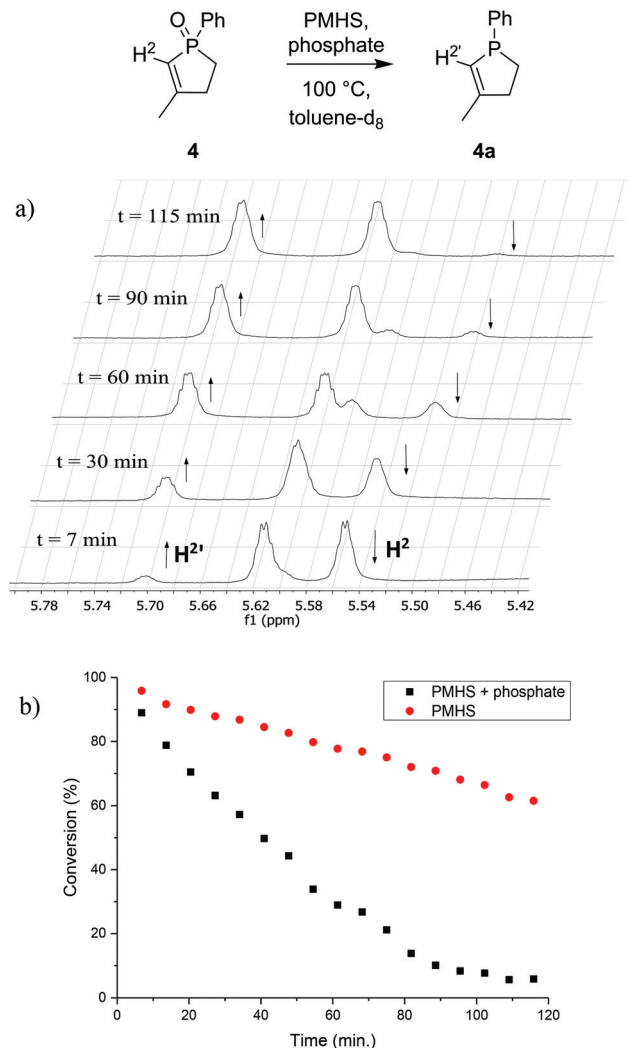 O
Ph
P
H2
4
PMHS,
phosphate
100 °C,
toluene-d8
Ph
P
H2'
4a
a)
t = 115 min
t = 90 min
t = 60 min
t = 30 min
t = 7 min
H2'
H2
5.78 5.74 5.70 5.66 5.62 5.58 5.54 5.50 5.46 5.42
f1 (ppm)
b)
100
80
60
40
20
0
Conversion (%)
PMHS + phosphate
PMHS
0 20 40 60 80 100 120
Time (min.)